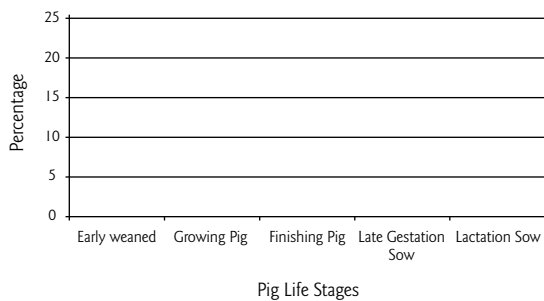 25
20
15
10
5
0
Percentage
Early weaned Growing Pig Finishing Pig Late Gestation Lactation Sow
Sow
Pig Life Stages